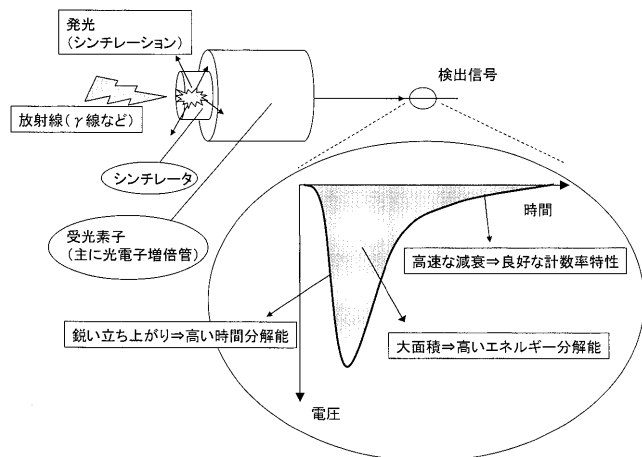 発光
(シンチレーション)
検出信号
放射線(γ線など)
シンチレータ
時間
受光素子
(主に光電子増倍管)
高速な減衰⇒良好な計数率特性
鋭い立ち上がり⇒高い時間分解能
大面積⇒高いエネルギー分解能
電圧